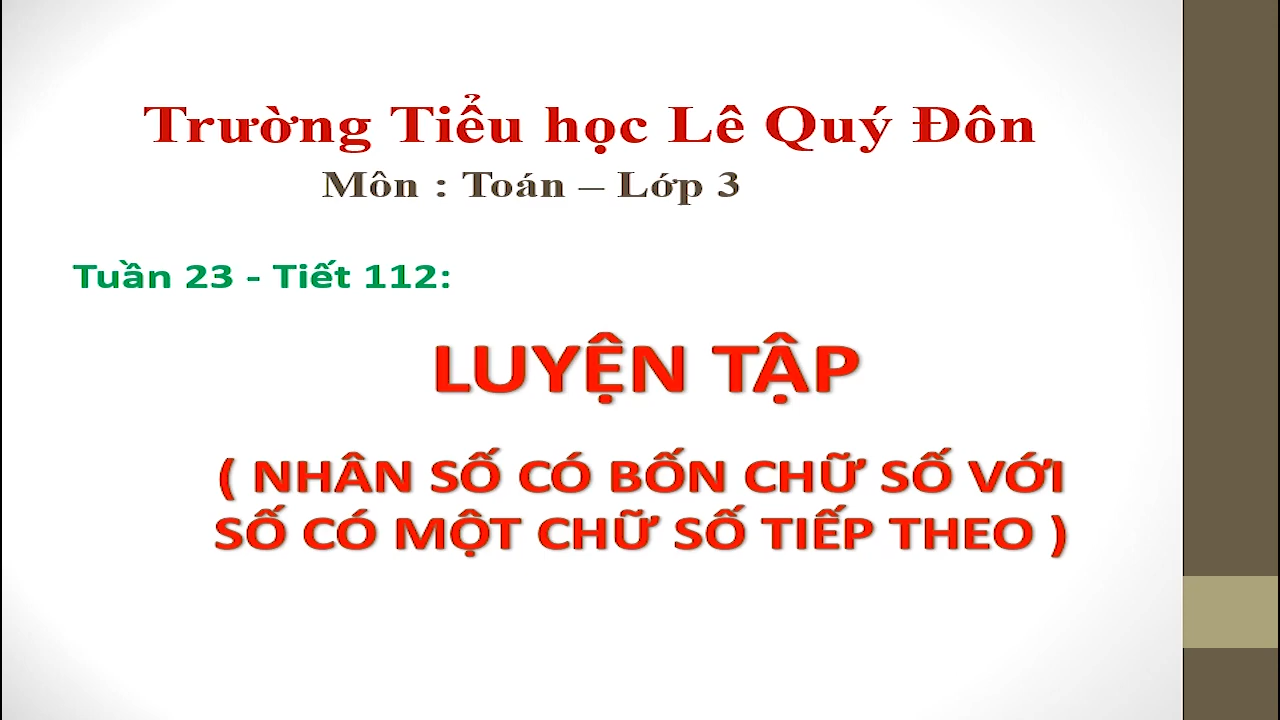 Trường Tiểu học Lê Quý Đôn
Môn : Toán – Lớp 3
Tuần 23 - Tiết 112:
LUYỆN TẬP
( NHÂN SỐ CÓ BỐN CHỮ SỐ VỚI
SỐ CÓ MỘT CHỮ SỐ TIẾP THEO )